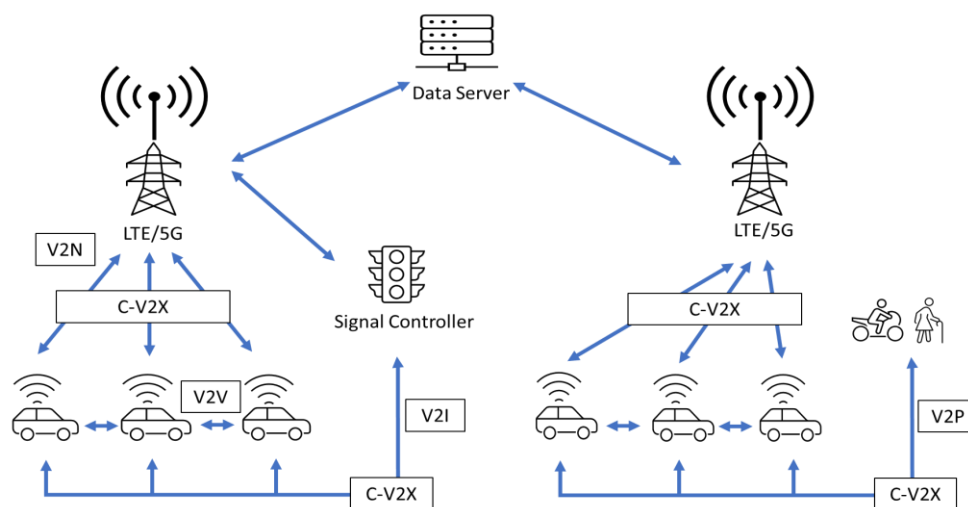 Data Server
LTE/5G
LTE/5G
V2N
C-V2X
C-V2X
Signal Controller
V2V
V2I
V2P
C-V2X
C-V2X